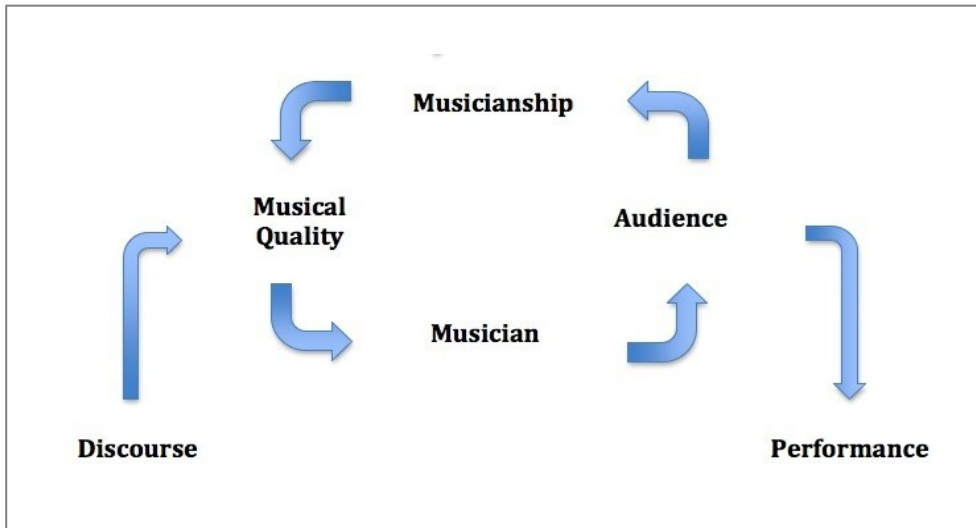 Musicianship
Musical
Quality
Audience
Musician
Discourse
Performance